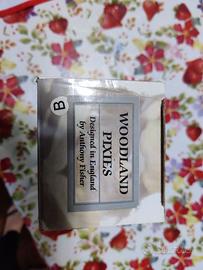 WOODLAND
PIXIES
Designed in England
by Anthony Fisher
B